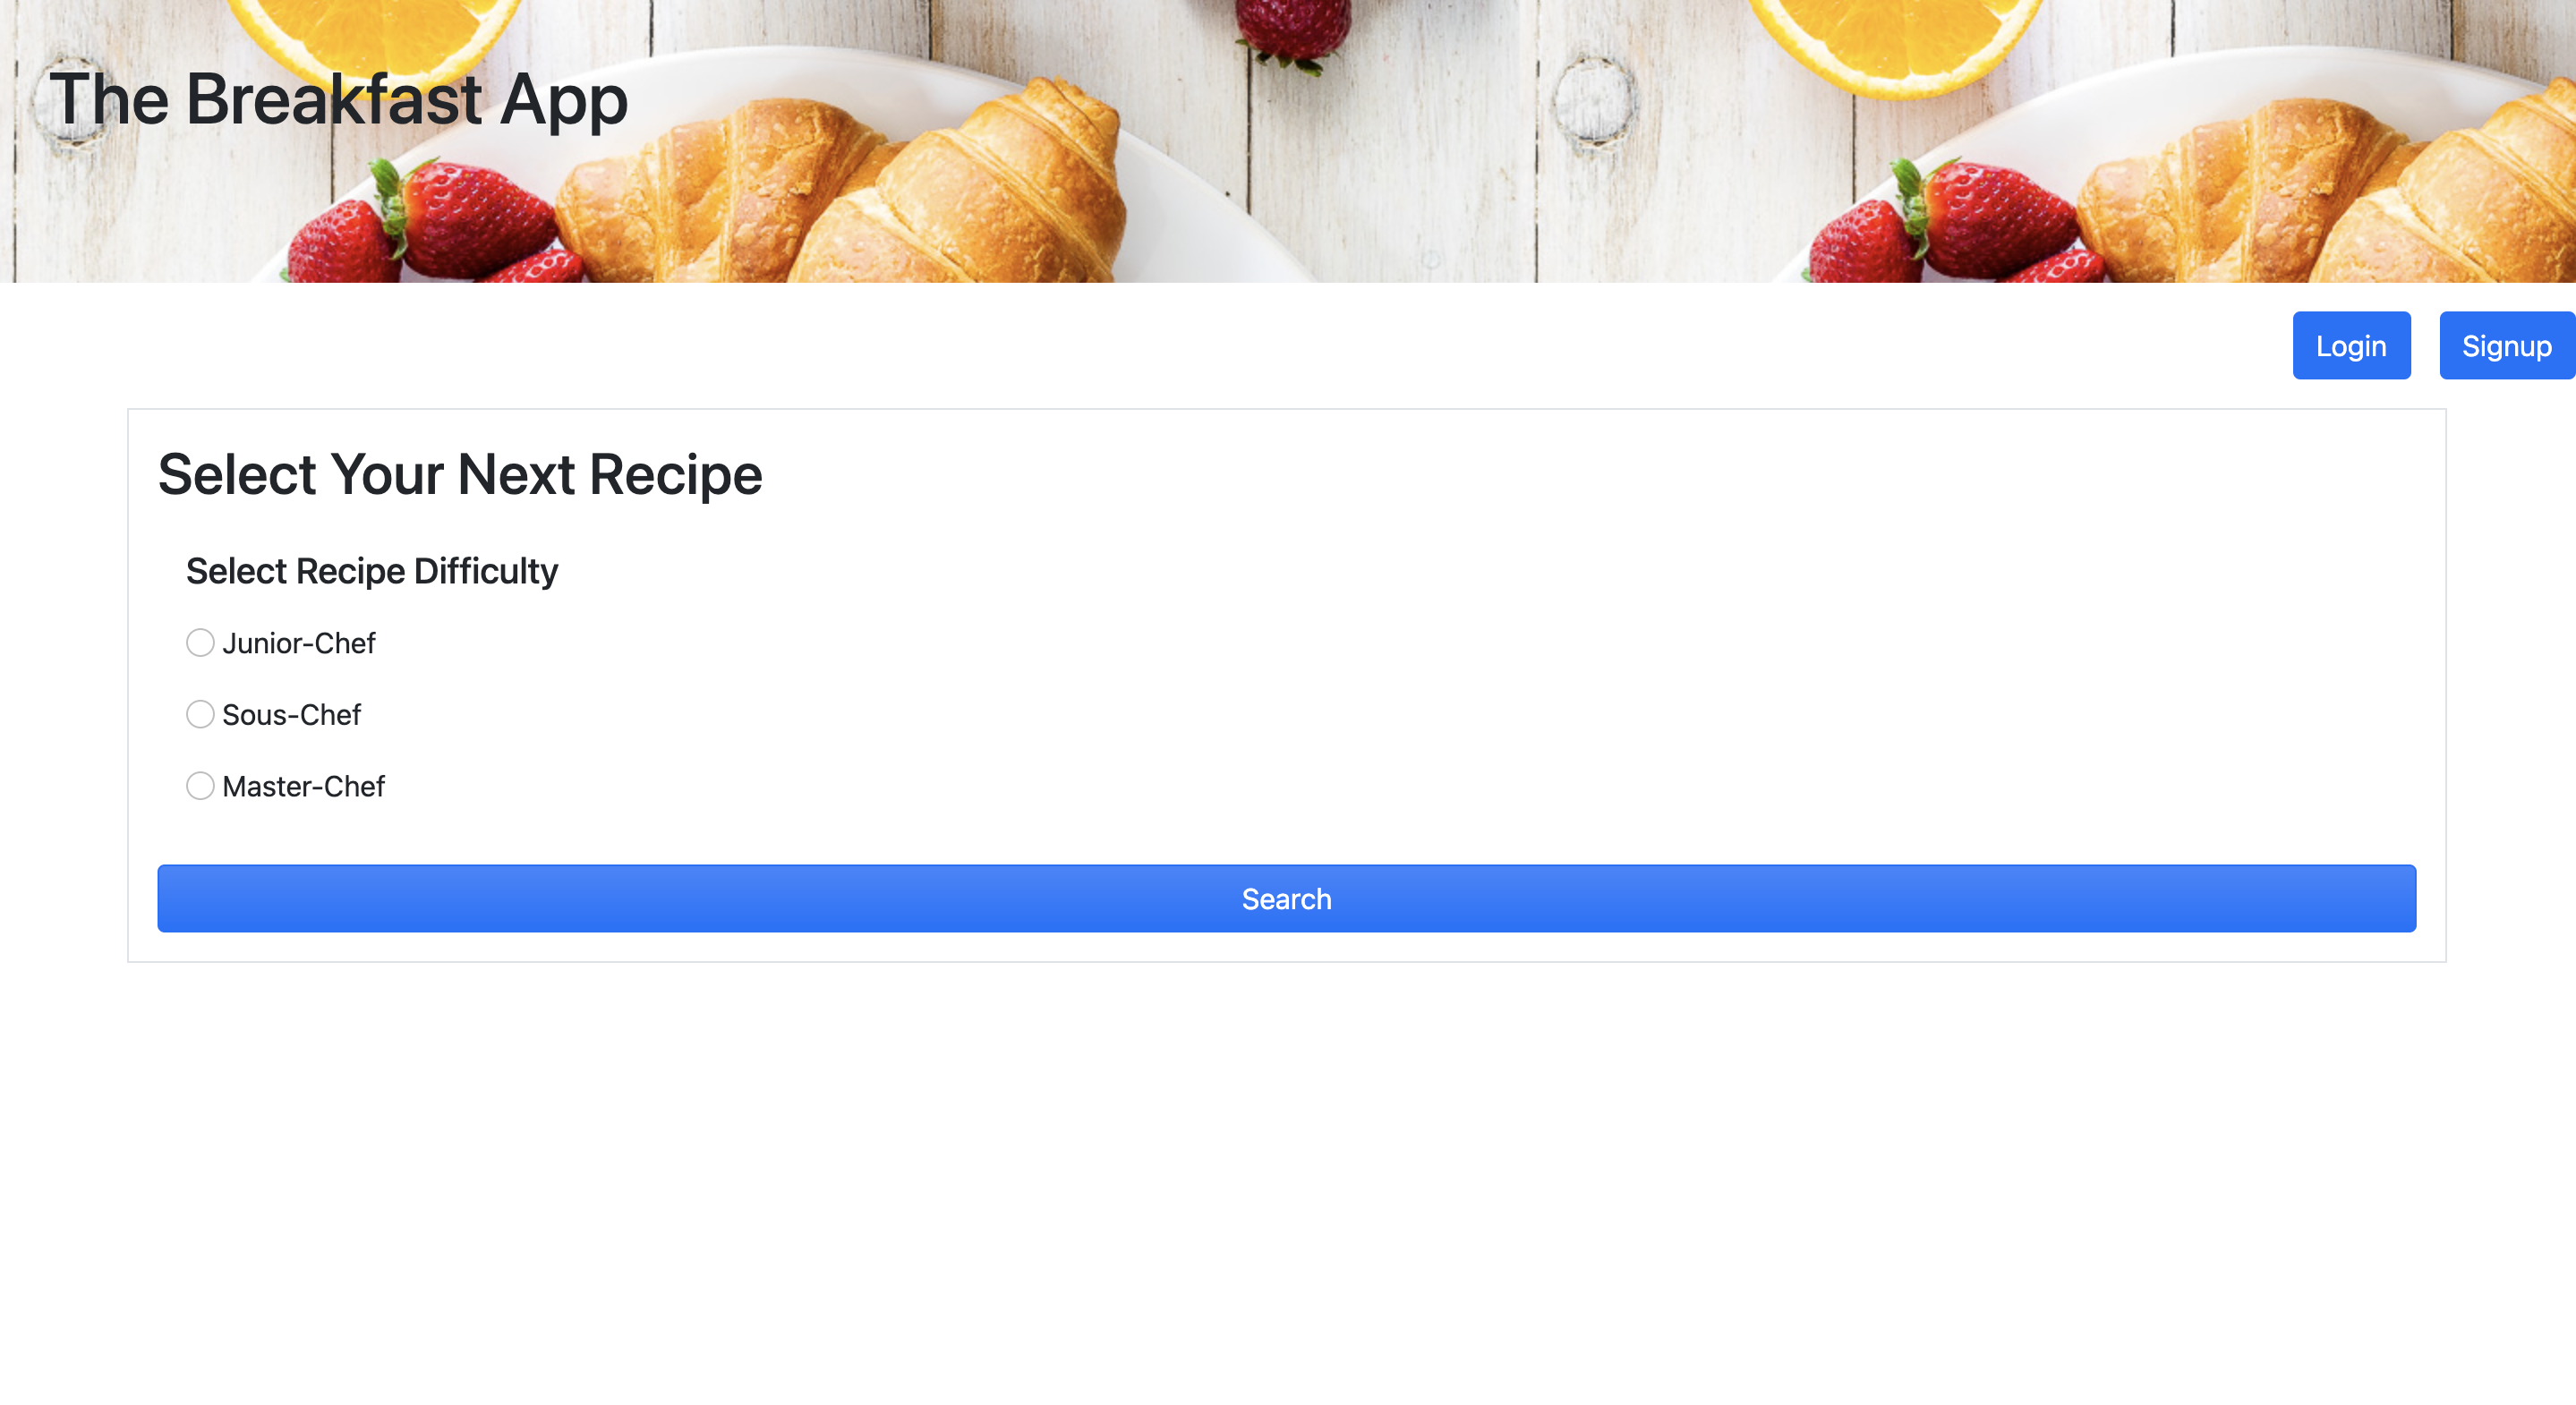 The Breakfast App
Login Signup
Select Your Next Recipe
Select Recipe Difficulty
Junior-Chef
Sous-Chef
Master-Chef
Search